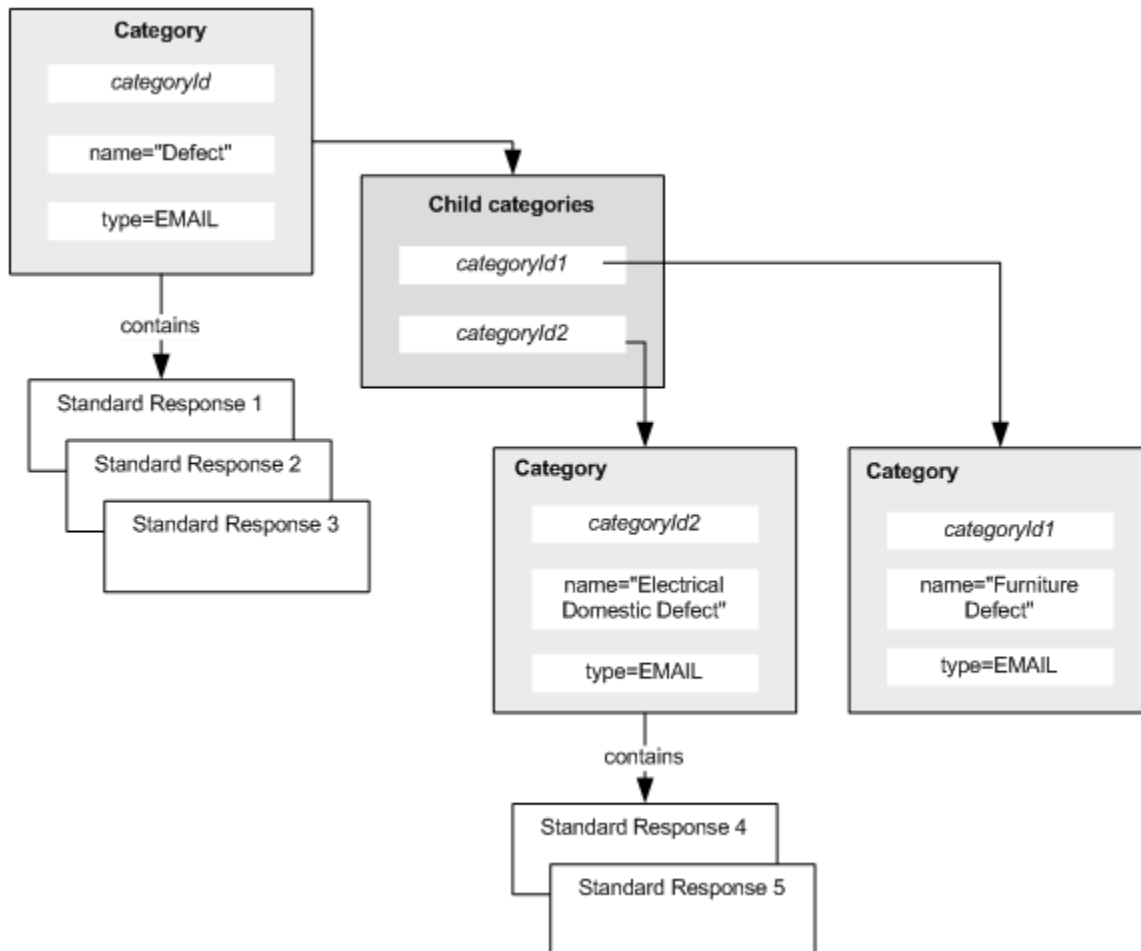 Category
categoryId
name="Defect"
type=EMAIL
contains
Standard Response 1
Standard Response 2
Standard Response 3
Child categories
categoryId1
categoryId2
Category
categoryId2
name="Electrical
Domestic Defect"
type=EMAIL
contains
Standard Response 4
Standard Response 5
Category
categoryId1
name="Furniture
Defect"
type=EMAIL